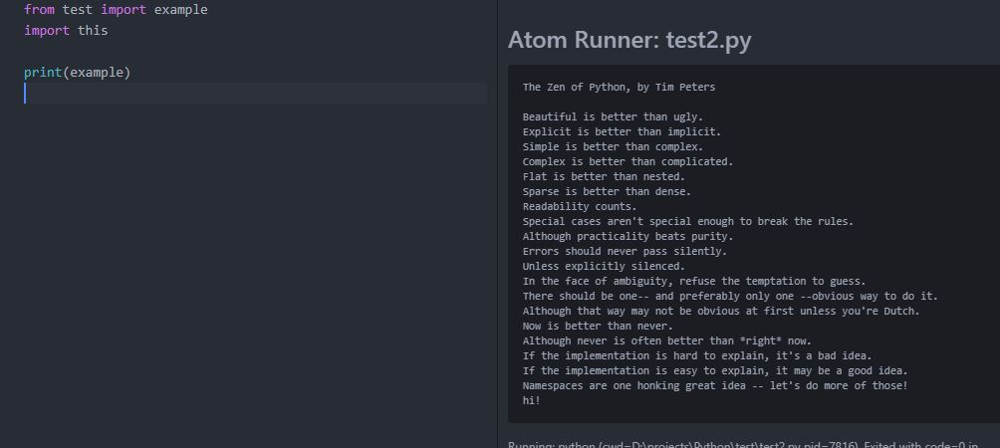 from test import example
import this
print(example)
Atom Runner: test2.py
The Zen of Python, by Tim Peters
Beautiful is better than ugly.
Explicit is better than implicit.
Simple is better than complex.
Complex is better than complicated.
Flat is better than nested.
Sparse is better than dense.
Readability counts.
Special cases aren't special enough to break the rules.
Although practicality beats purity.
Errors should never pass silently.
Unless explicitly silenced.
In the face of ambiguity, refuse the temptation to guess.
There should be one-- and preferably only one --obvious way to do it.
Although that way may not be obvious at first unless you're Dutch.
Now is better than never.
Although never is often better than *right* now.
If the implementation is hard to explain, it's a bad idea.
If the implementation is easy to explain, it may be a good idea.
Namespaces are one honking great idea -- let's do more of those!
hi!
Running: python (cwd=D:\projects\Python\test\test2.py pid=7816). Exited with code=0 in